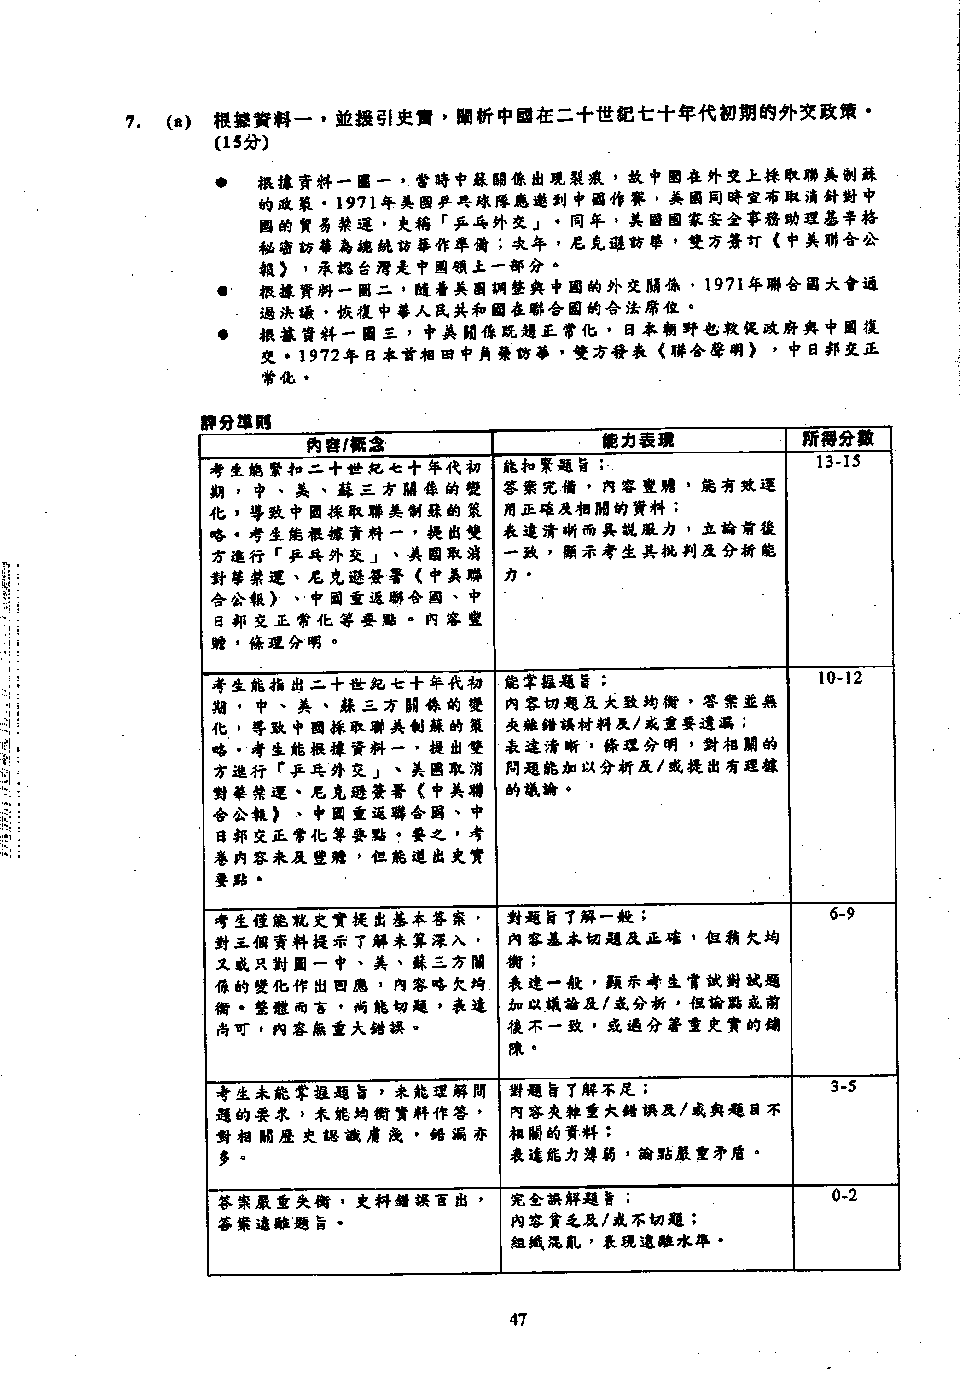 7. (a) 根據資料一，並援引史實，闡析中國在二十世紀七十年代初期的外交政策。
(15分)
● 根據資料一圖一，當時中蘇關係出現裂痕，故中國在外交上採取聯美制蘇
的政策。1971年美國乒乓球隊應邀到中國作賽，美國同時宣布取消針對中
國的貿易禁運，史稱「乒乓外交」。同年，美國國家安全事務助理基辛格
秘密訪華為總統訪華作準備；次年，尼克遜訪華，雙方簽訂《中美聯合公
報》，承認台灣是中國領土一部分。
● 根據資料一圖二，隨着美國調整與中國的外交關係，1971年聯合國大會通
過決議，恢復中華人民共和國在聯合國的合法席位。
● 根據資料一圖三，中美關係既趨正常化，日本朝野也敦促政府與中國復
交。1972年日本首相田中角榮訪華，雙方發表《聯合聲明》，中日邦交正
常化。
評分準則
內容/概念 能力表現 所得分數
考生能緊扣二十世紀七十年代初
期，中、美、蘇三方關係的變
化，導致中國採取聯美制蘇的策
略。考生能根據資料一，提出雙
方進行「乒乓外交」、美國取消
對華禁運、尼克遜簽署《中美聯
合公報》、中國重返聯合國、中
日邦交正常化等要點。內容豐
贍，條理分明。
能扣緊題旨；
答案完備，內容豐贍，能有效運
用正確及相關的資料；
表達清晰而具說服力，立論前後
一致，顯示考生具批判及分析能
力。
13-15
考生能指出二十世紀七十年代初
期，中、美、蘇三方關係的變
化，導致中國採取聯美制蘇的策
略。考生能根據資料一，提出雙
方進行「乒乓外交」、美國取消
對華禁運、尼克遜簽署《中美聯
合公報》、中國重返聯合國、中
日邦交正常化等要點。要之，考
卷內容未及豐贍，但能道出史實
要點。
能掌握題旨；
內容切題及大致均衡，答案並無
夾雜錯誤材料及/或重要遺漏；
表達清晰，條理分明，對相關的
問題能加以分析及/或提出有理據
的議論。
10-12
考生僅能就史實提出基本答案，
對三個資料提示了解未算深入，
又或只對圖一中、美、蘇三方關
係的變化作出回應，內容略欠均
衡。整體而言，尚能切題，表達
尚可，內容無重大錯誤。
對題旨了解一般；
內容基本切題及正確，但稍欠均
衡；
表達一般，顯示考生嘗試對試題
加以議論及/或分析，但論點或前
後不一致，或過分著重史實的鋪
陳。
6-9
考生未能掌握題旨，未能理解問
題的要求，未能均衡資料作答，
對相關歷史認識膚淺，錯漏亦
多。
對題旨了解不足；
內容夾雜重大錯誤及/或與題目不
相關的資料；
表達能力薄弱，論點嚴重矛盾。
3-5
答案嚴重失衡，史料錯誤百出，
答案遠離題旨。
完全誤解題旨；
內容貧乏及/或不切題；
組織混亂，表現遠離水準。
0-2
47